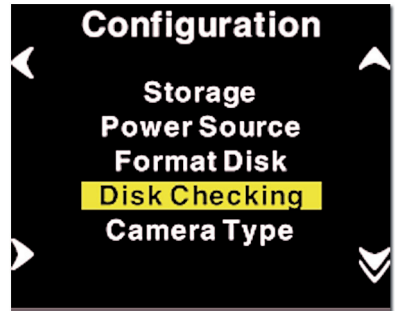 Configuration
Storage
Power Source
Format Disk
Disk Checking
Camera Type